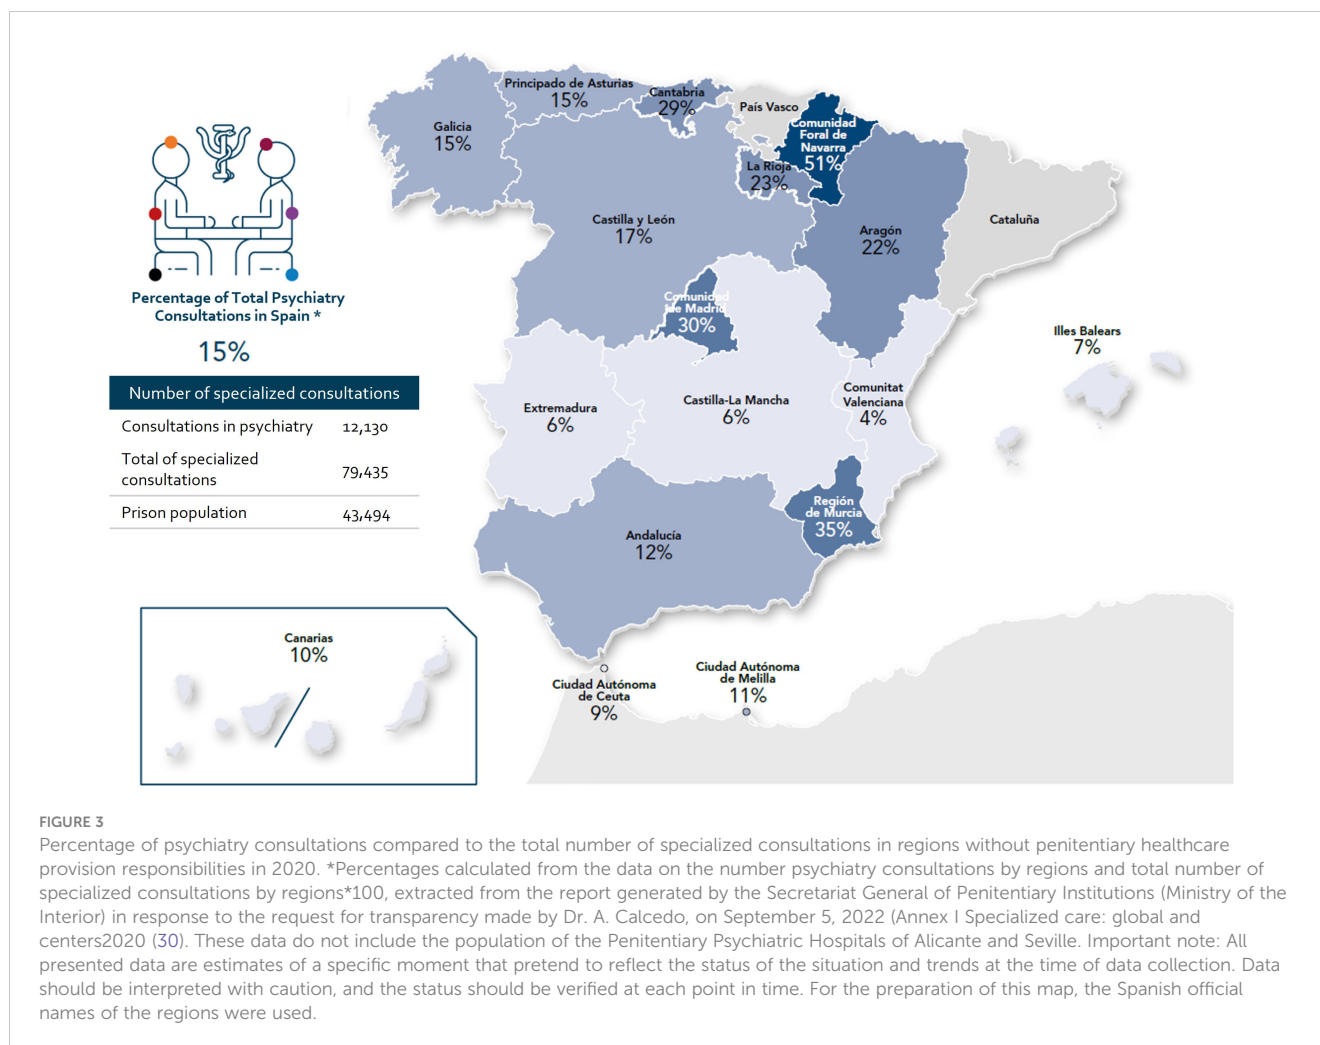 Principado de Asturias
15%
Cantabria
29%
País Vasco
Comunidad
Foral de
Navarra
51%
Galicia
15%
La Rioja
23%
Castilla y León
17%
Aragón
22%
Cataluña
Comunidad
de Madrid
30%
Illes Balears
7%
Extremadura
6%
Castilla-La Mancha
6%
Comunitat
Valenciana
4%
Región
de Murcia
35%
Andalucía
12%
Percentage of Total Psychiatry
Consultations in Spain *
15%
Number of specialized consultations
Consultations in psychiatry 12,130
Total of specialized
consultations 79,435
Prison population 43,494
Canarias
10%
Ciudad Autónoma
de Ceuta
9%
Ciudad Autónoma
de Melilla
11%
FIGURE 3
Percentage of psychiatry consultations compared to the total number of specialized consultations in regions without penitentiary healthcare
provision responsibilities in 2020. *Percentages calculated from the data on the number psychiatry consultations by regions and total number of
specialized consultations by regions*100, extracted from the report generated by the Secretariat General of Penitentiary Institutions (Ministry of the
Interior) in response to the request for transparency made by Dr. A. Calcedo, on September 5, 2022 (Annex I Specialized care: global and
centers2020 (30). These data do not include the population of the Penitentiary Psychiatric Hospitals of Alicante and Seville. Important note: All
presented data are estimates of a specific moment that pretend to reflect the status of the situation and trends at the time of data collection. Data
should be interpreted with caution, and the status should be verified at each point in time. For the preparation of this map, the Spanish official
names of the regions were used.